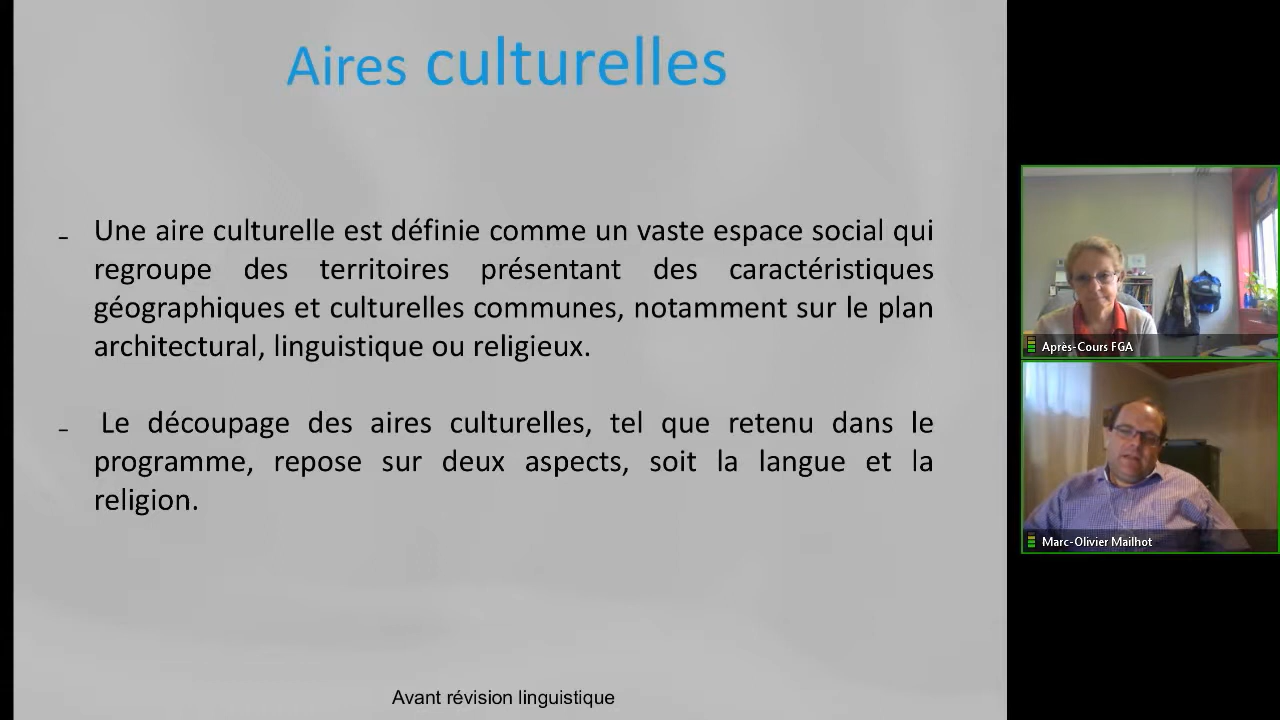 Aires culturelles
- Une aire culturelle est définie comme un vaste espace social qui
regroupe des territoires présentant des caractéristiques
géographiques et culturelles communes, notamment sur le plan
architectural, linguistique ou religieux.
- Le découpage des aires culturelles, tel que retenu dans le
programme, repose sur deux aspects, soit la langue et la
religion.
Avant révision linguistique
Après-Cours FGA
Marc-Olivier Mailhot